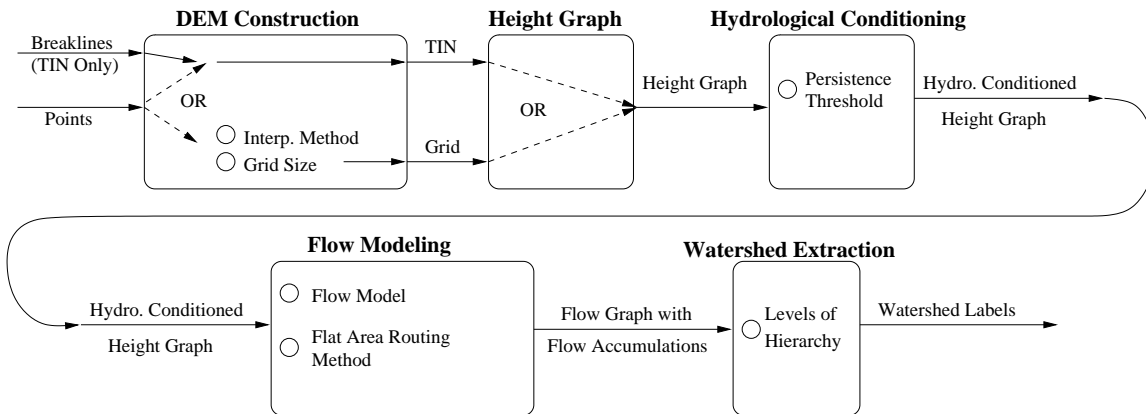 DEM Construction
Height Graph
Hydrological Conditioning
Breaklines
(TIN Only)
Points
OR
Interp. Method
Grid Size
TIN
Grid
OR
Height Graph
Persistence
Threshold
Hydro. Conditioned
Height Graph
Flow Modeling
Watershed Extraction
Hydro. Conditioned
Height Graph
Flow Model
Flat Area Routing
Method
Flow Graph with
Flow Accumulations
Levels of
Hierarchy
Watershed Labels